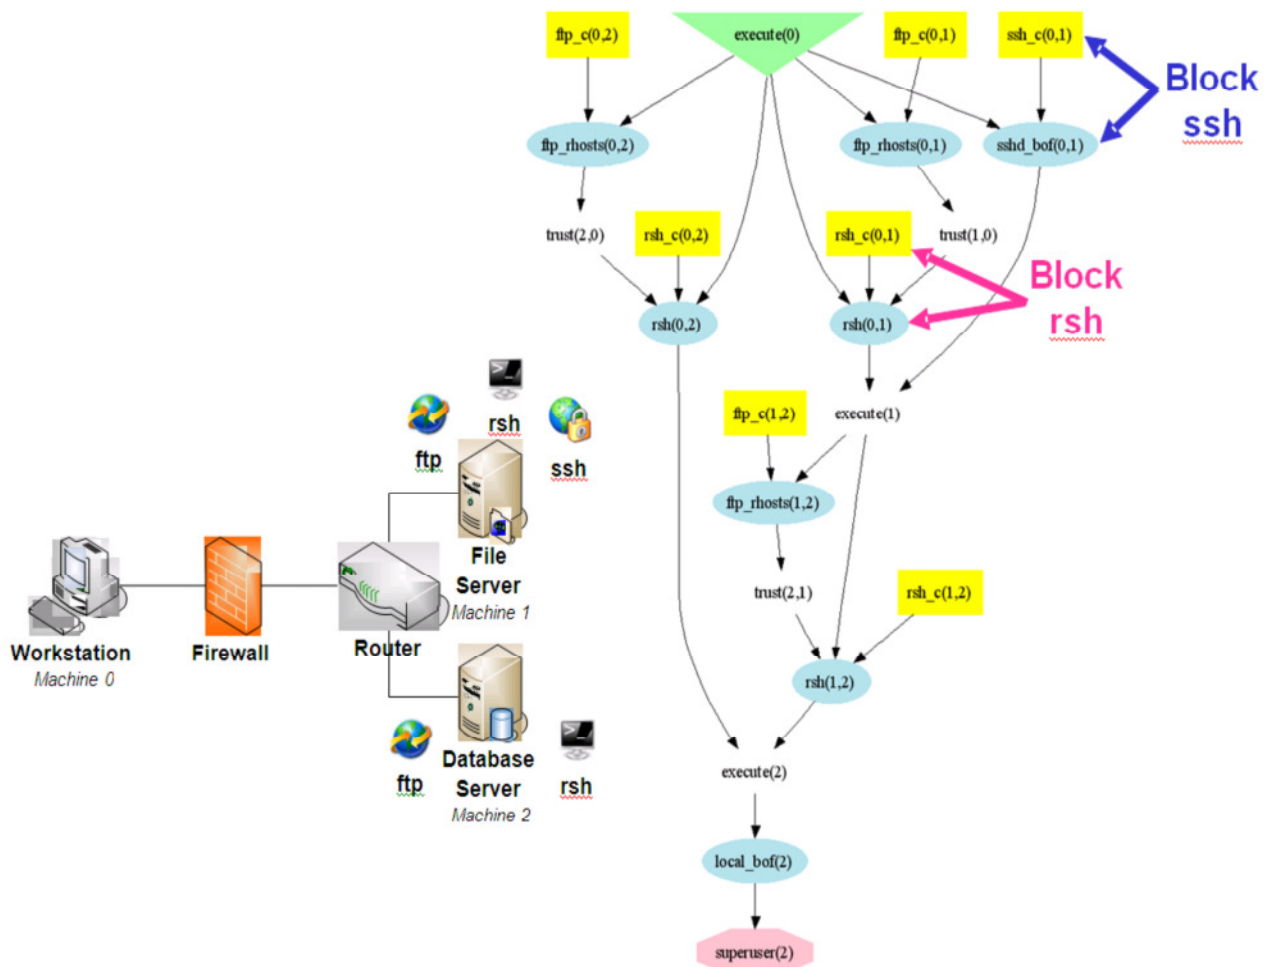 ftp_c(0,2)
execute(0)
ftp_c(0,1)
ssh_c(0,1)
Block
ssh
ftp_rhosts(0,2)
ftp_rhosts(0,1)
sshd_bof(0,1)
trust(2,0)
rsh_c(0,2)
rsh_c(0,1)
trust(1,0)
Block
rsh
rsh(0,2)
rsh(0,1)
rsh
ftp
ssh
ftp_c(1,2)
execute(1)
ftp_rhosts(1,2)
File
Server
Machine 1
trust(2,1)
rsh_c(1,2)
Workstation
Machine 0
Firewall
Router
rsh(1,2)
Database
Server
Machine 2
ftp
rsh
execute(2)
local_bof(2)
superuser(2)